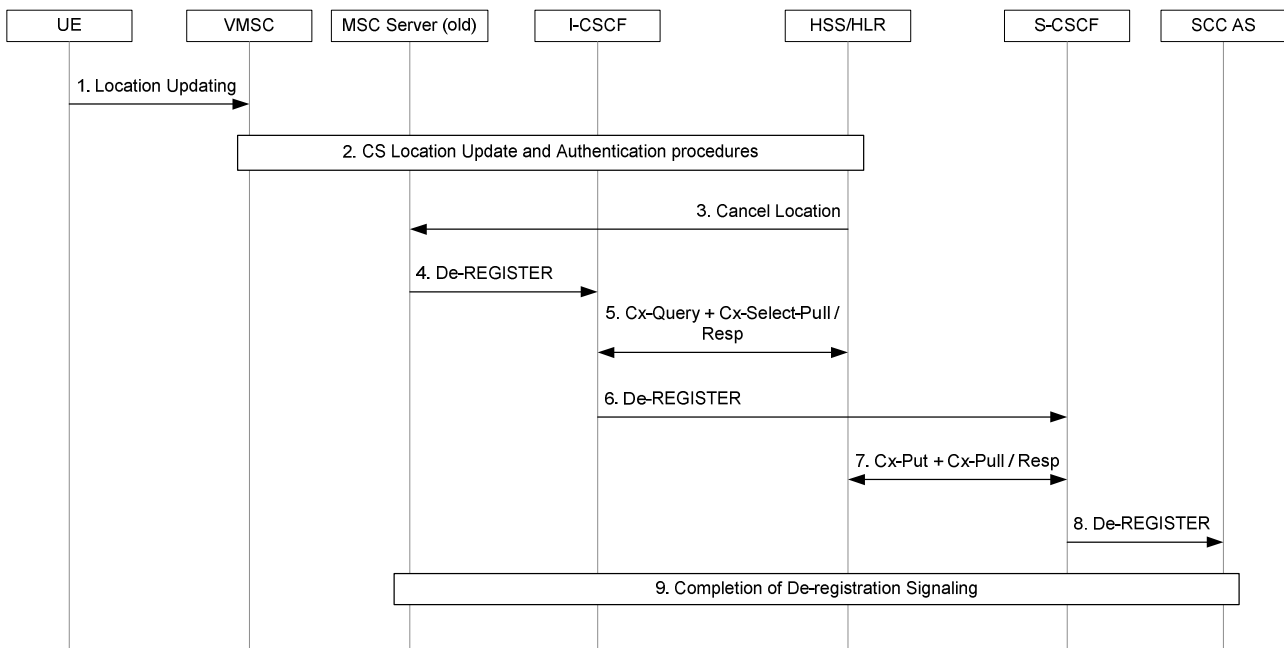 UE
VMSC
MSC Server (old)
I-CSCF
HSS/HLR
S-CSCF
SCC AS
1. Location Updating
2. CS Location Update and Authentication procedures
3. Cancel Location
4. De-REGISTER
5. Cx-Query + Cx-Select-Pull /
Resp
6. De-REGISTER
7. Cx-Put + Cx-Pull / Resp
8. De-REGISTER
9. Completion of De-registration Signaling